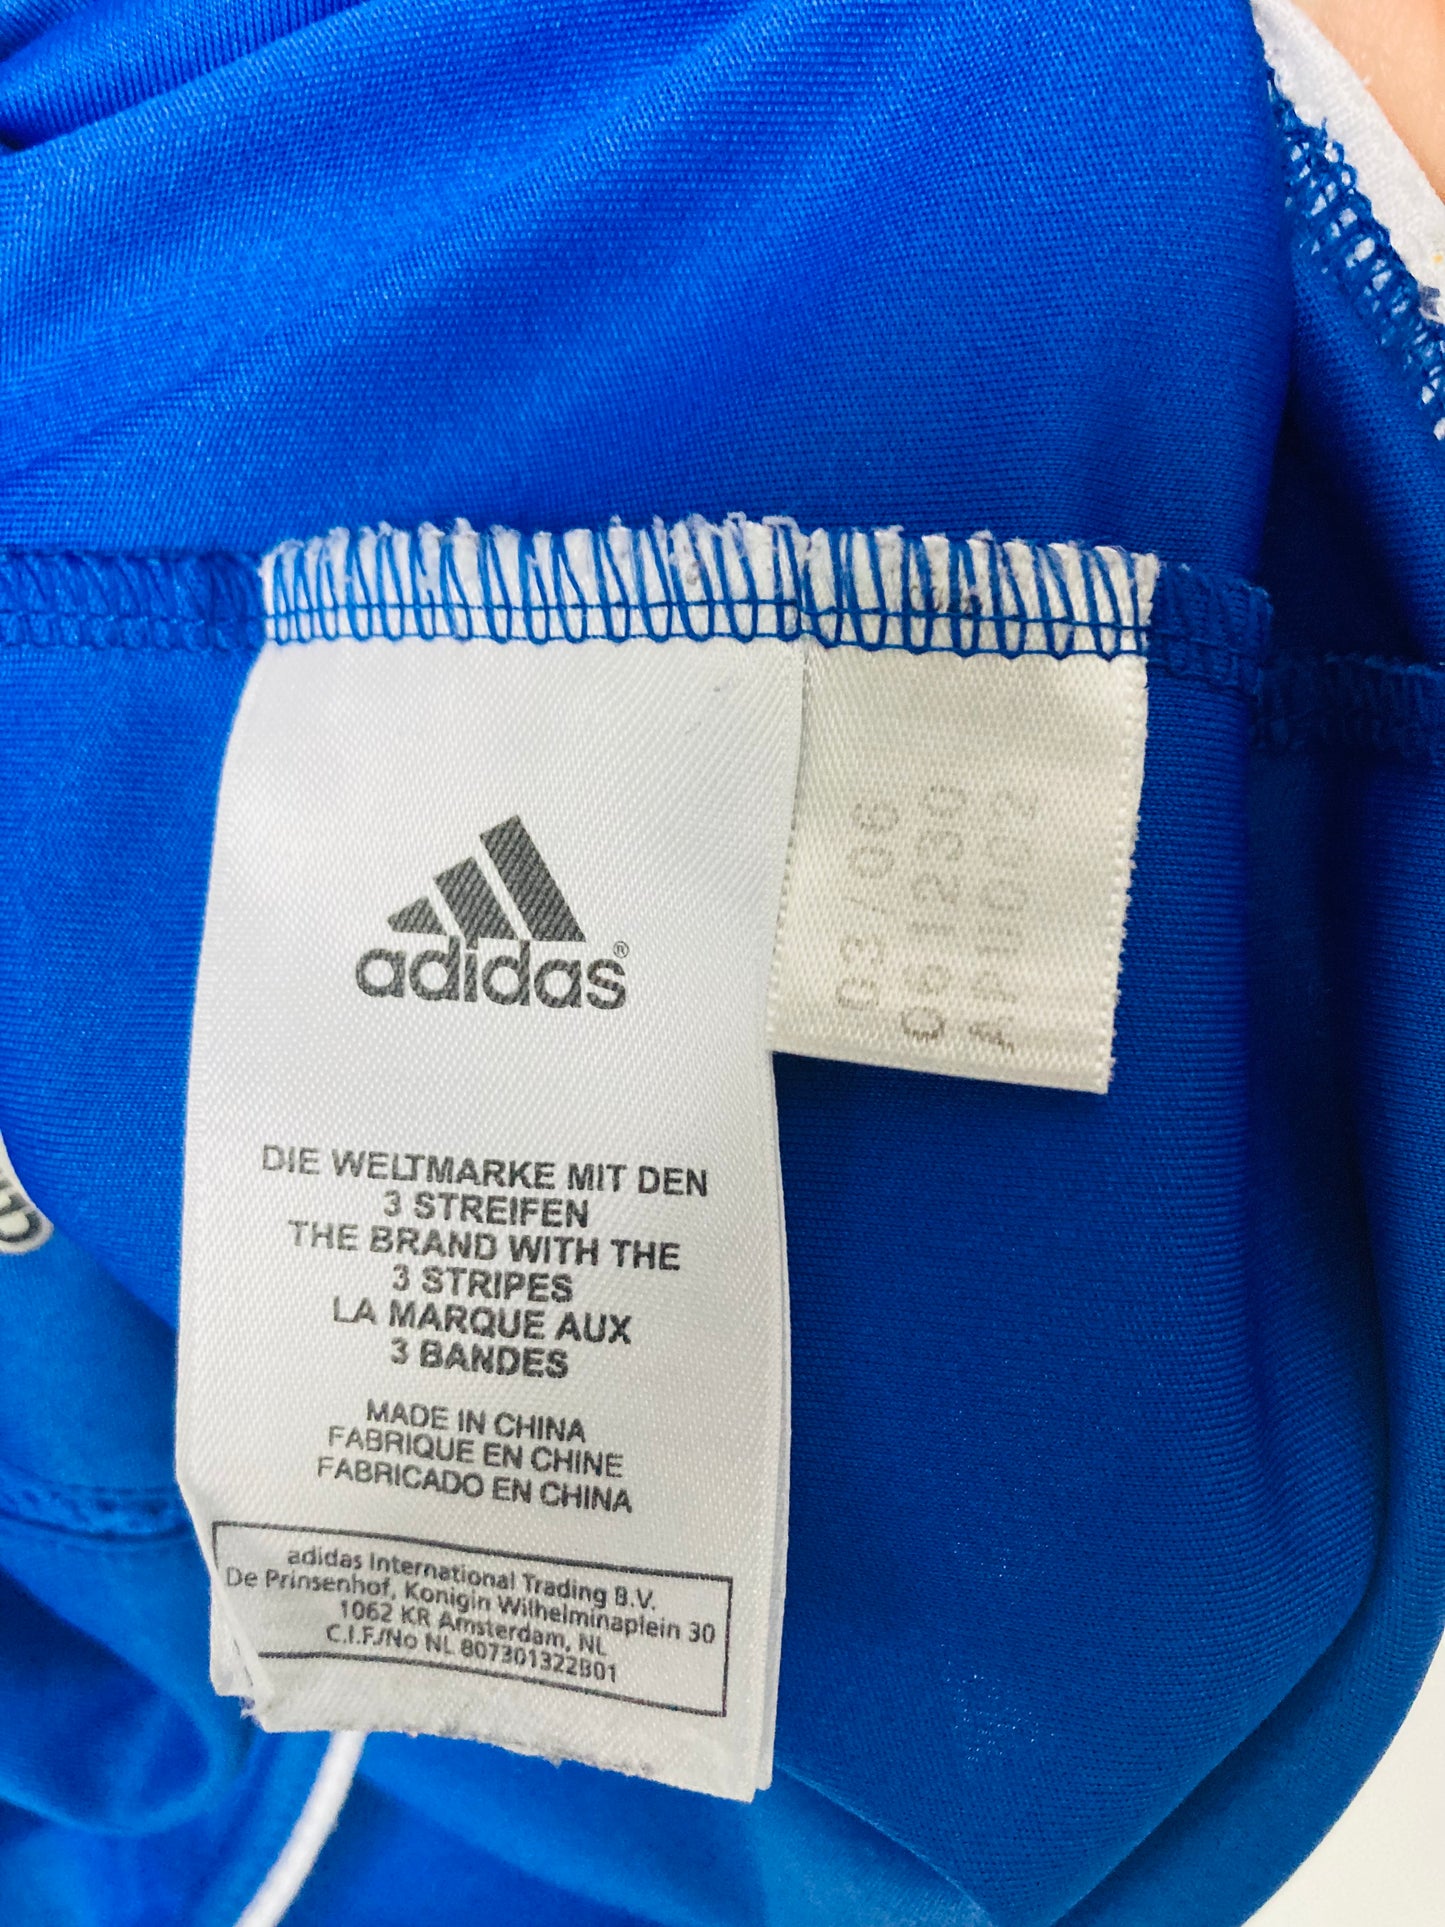 adidas®
DIE WELTMARKE MIT DEN
3 STREIFEN
THE BRAND WITH THE
3 STRIPES
LA MARQUE AUX
3 BANDES
MADE IN CHINA
FABRIQUE EN CHINE
FABRICADO EN CHINA
adidas International Trading B.V.
De Prinsenhof, Konigin Wilhelminaplein 30
1062 KR Amsterdam, NL
C.I.F./No NL 807301322B01
03/06